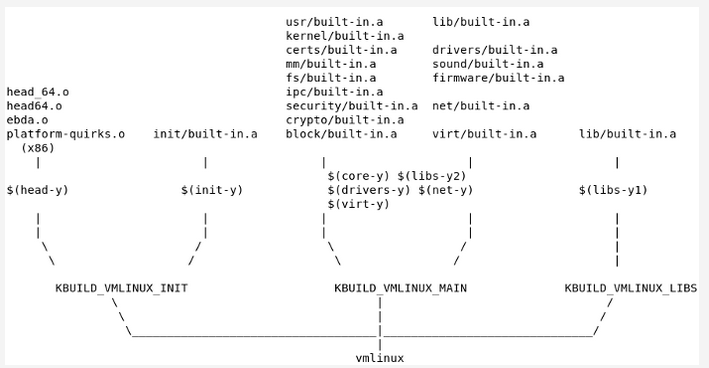 usr/built-in.a lib/built-in.a
kernel/built-in.a
certs/built-in.a drivers/built-in.a
mm/built-in.a sound/built-in.a
fs/built-in.a firmware/built-in.a
head_64.o ipc/built-in.a
head64.o security/built-in.a net/built-in.a
ebda.o crypto/built-in.a
platform-quirks.o init/built-in.a block/built-in.a virt/built-in.a lib/built-in.a
(x86)
$(core-y) $(libs-y2)
$(head-y) $(init-y) $(drivers-y) $(net-y) $(libs-y1)
$(virt-y)
KBUILD_VMLINUX_INIT KBUILD_VMLINUX_MAIN KBUILD_VMLINUX_LIBS
vmlinux